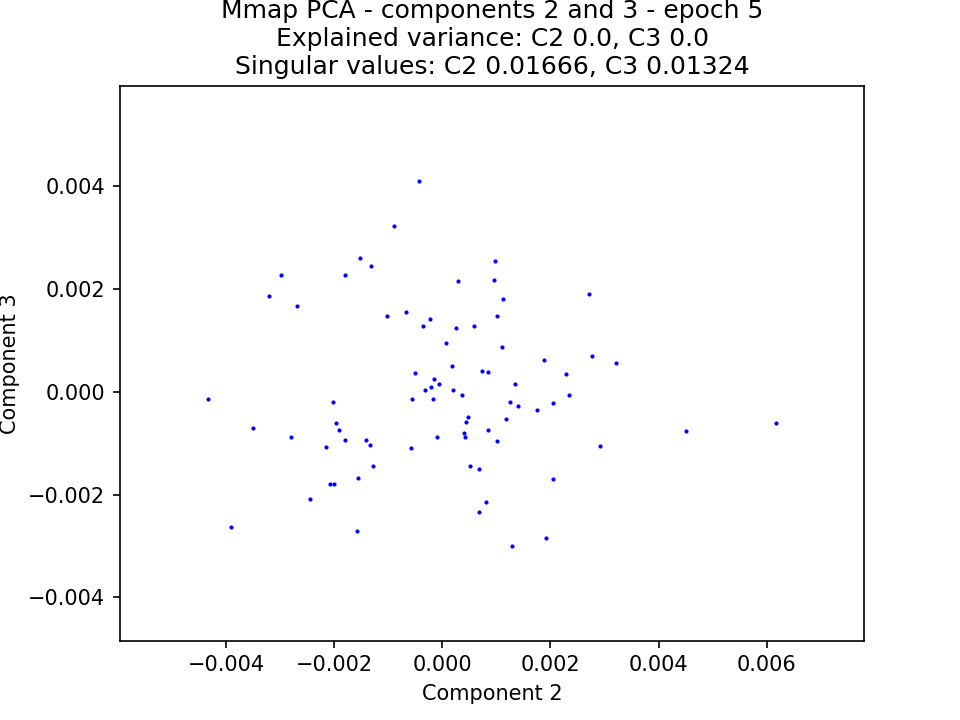 Mmap PCA - components 2 and 3 - epoch 5
Explained variance: C2 0.0, C3 0.0
Singular values: C2 0.01666, C3 0.01324
Component 3
0.004
0.002
0.000
−0.002
−0.004
−0.004 −0.002 0.000 0.002 0.004 0.006
Component 2